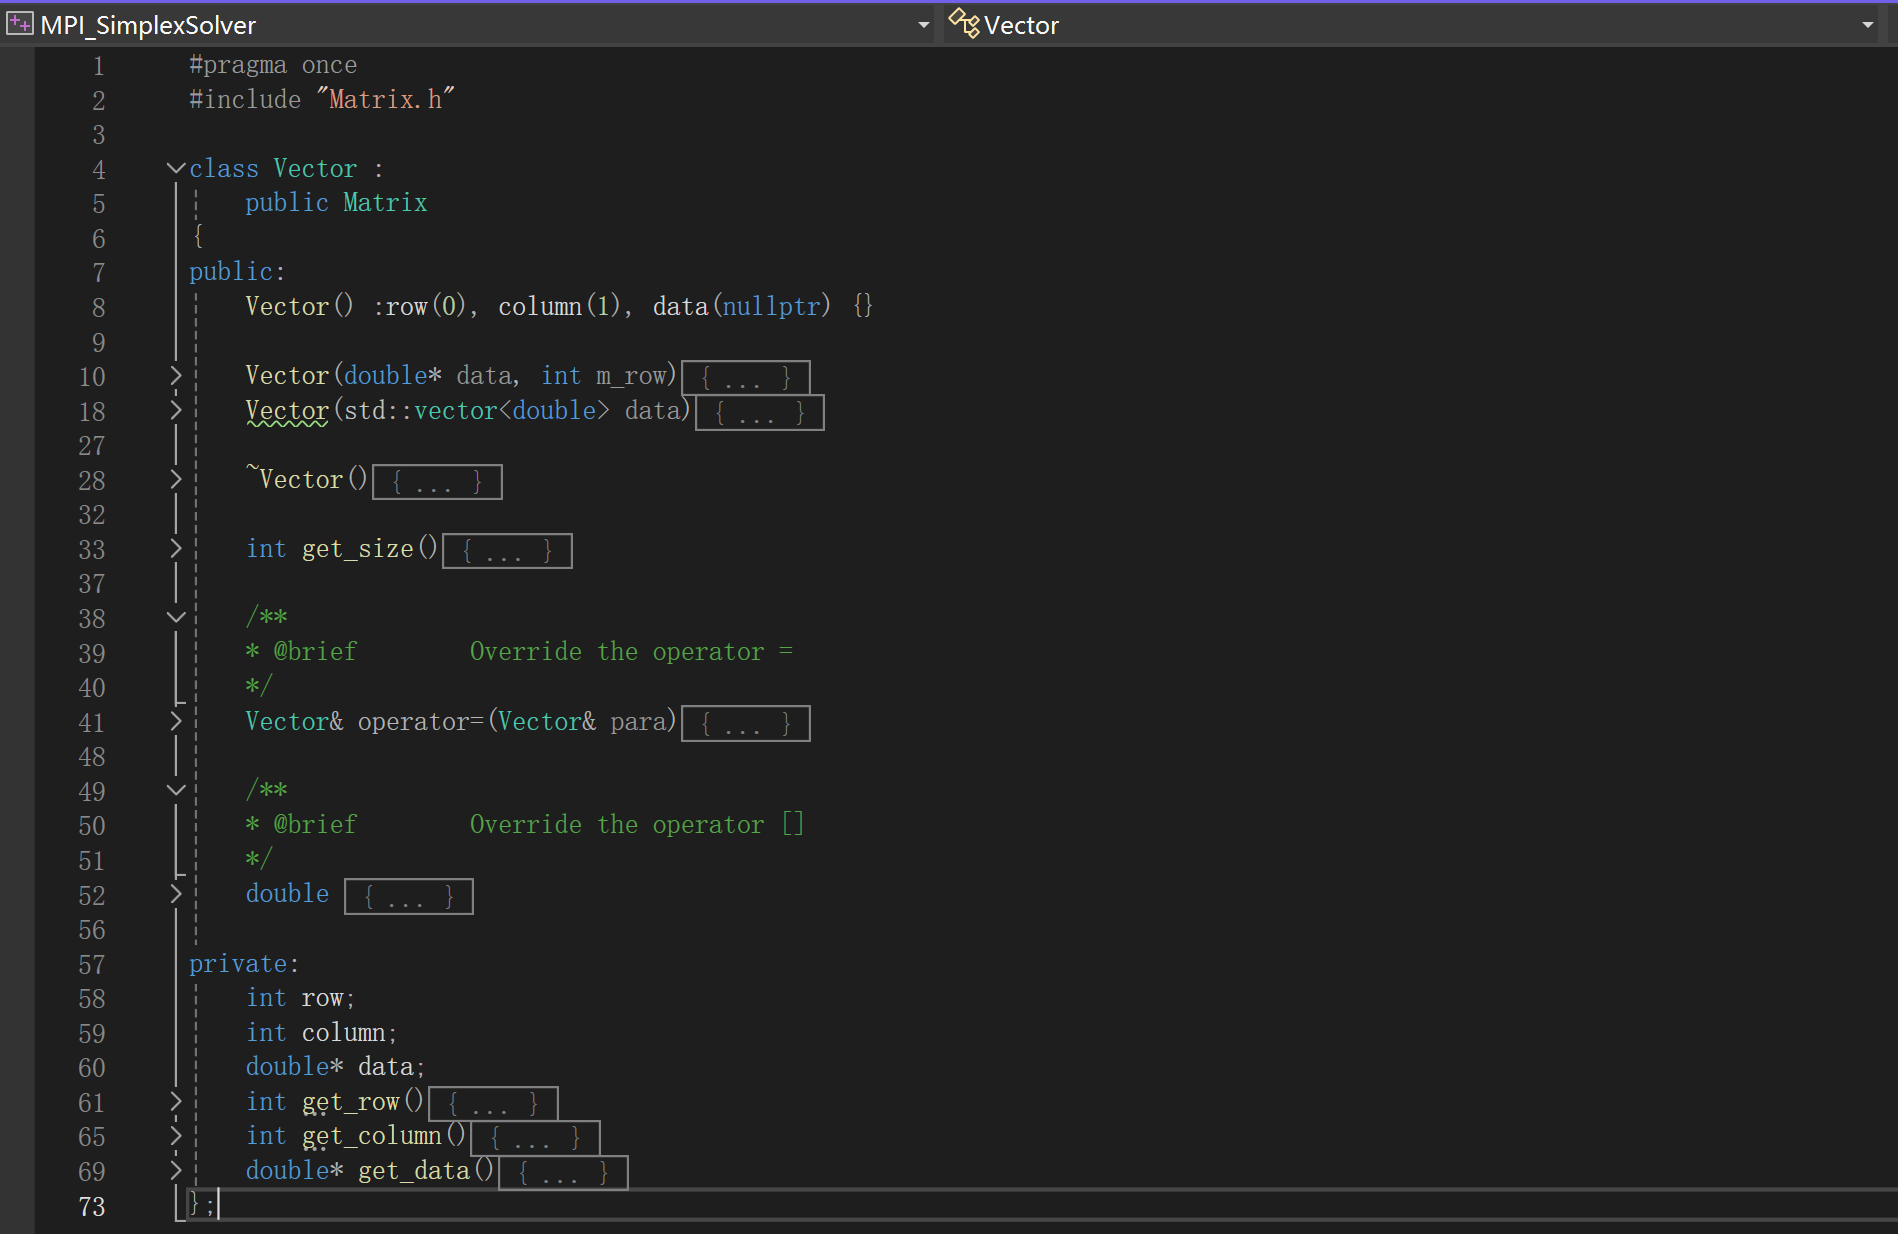 MPI_SimplexSolver Vector
1 #pragma once
2 #include "Matrix.h"
3
4 class Vector :
5     public Matrix
6 {
7 public:
8     Vector() :row(0), column(1), data(nullptr) {}
9
10     Vector(double* data, int m_row){ ... }
18     Vector(std::vector<double> data){ ... }
27
28     ~Vector(){ ... }
32
33     int get_size(){ ... }
37
38     /**
39     * @brief        Override the operator =
40     */
41     Vector& operator=(Vector& para){ ... }
48
49     /**
50     * @brief        Override the operator []
51     */
52     double { ... }
56
57 private:
58     int row;
59     int column;
60     double* data;
61     int get_row(){ ... }
65     int get_column(){ ... }
69     double* get_data(){ ... }
73 };